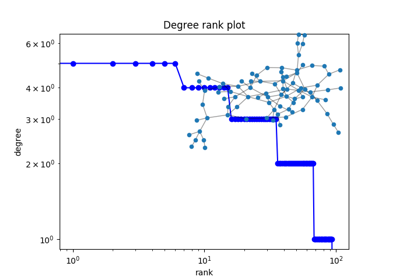 Degree rank plot
6 × 10⁰
4 × 10⁰
3 × 10⁰
2 × 10⁰
10⁰
degree
10⁰ 10¹ 10²
rank